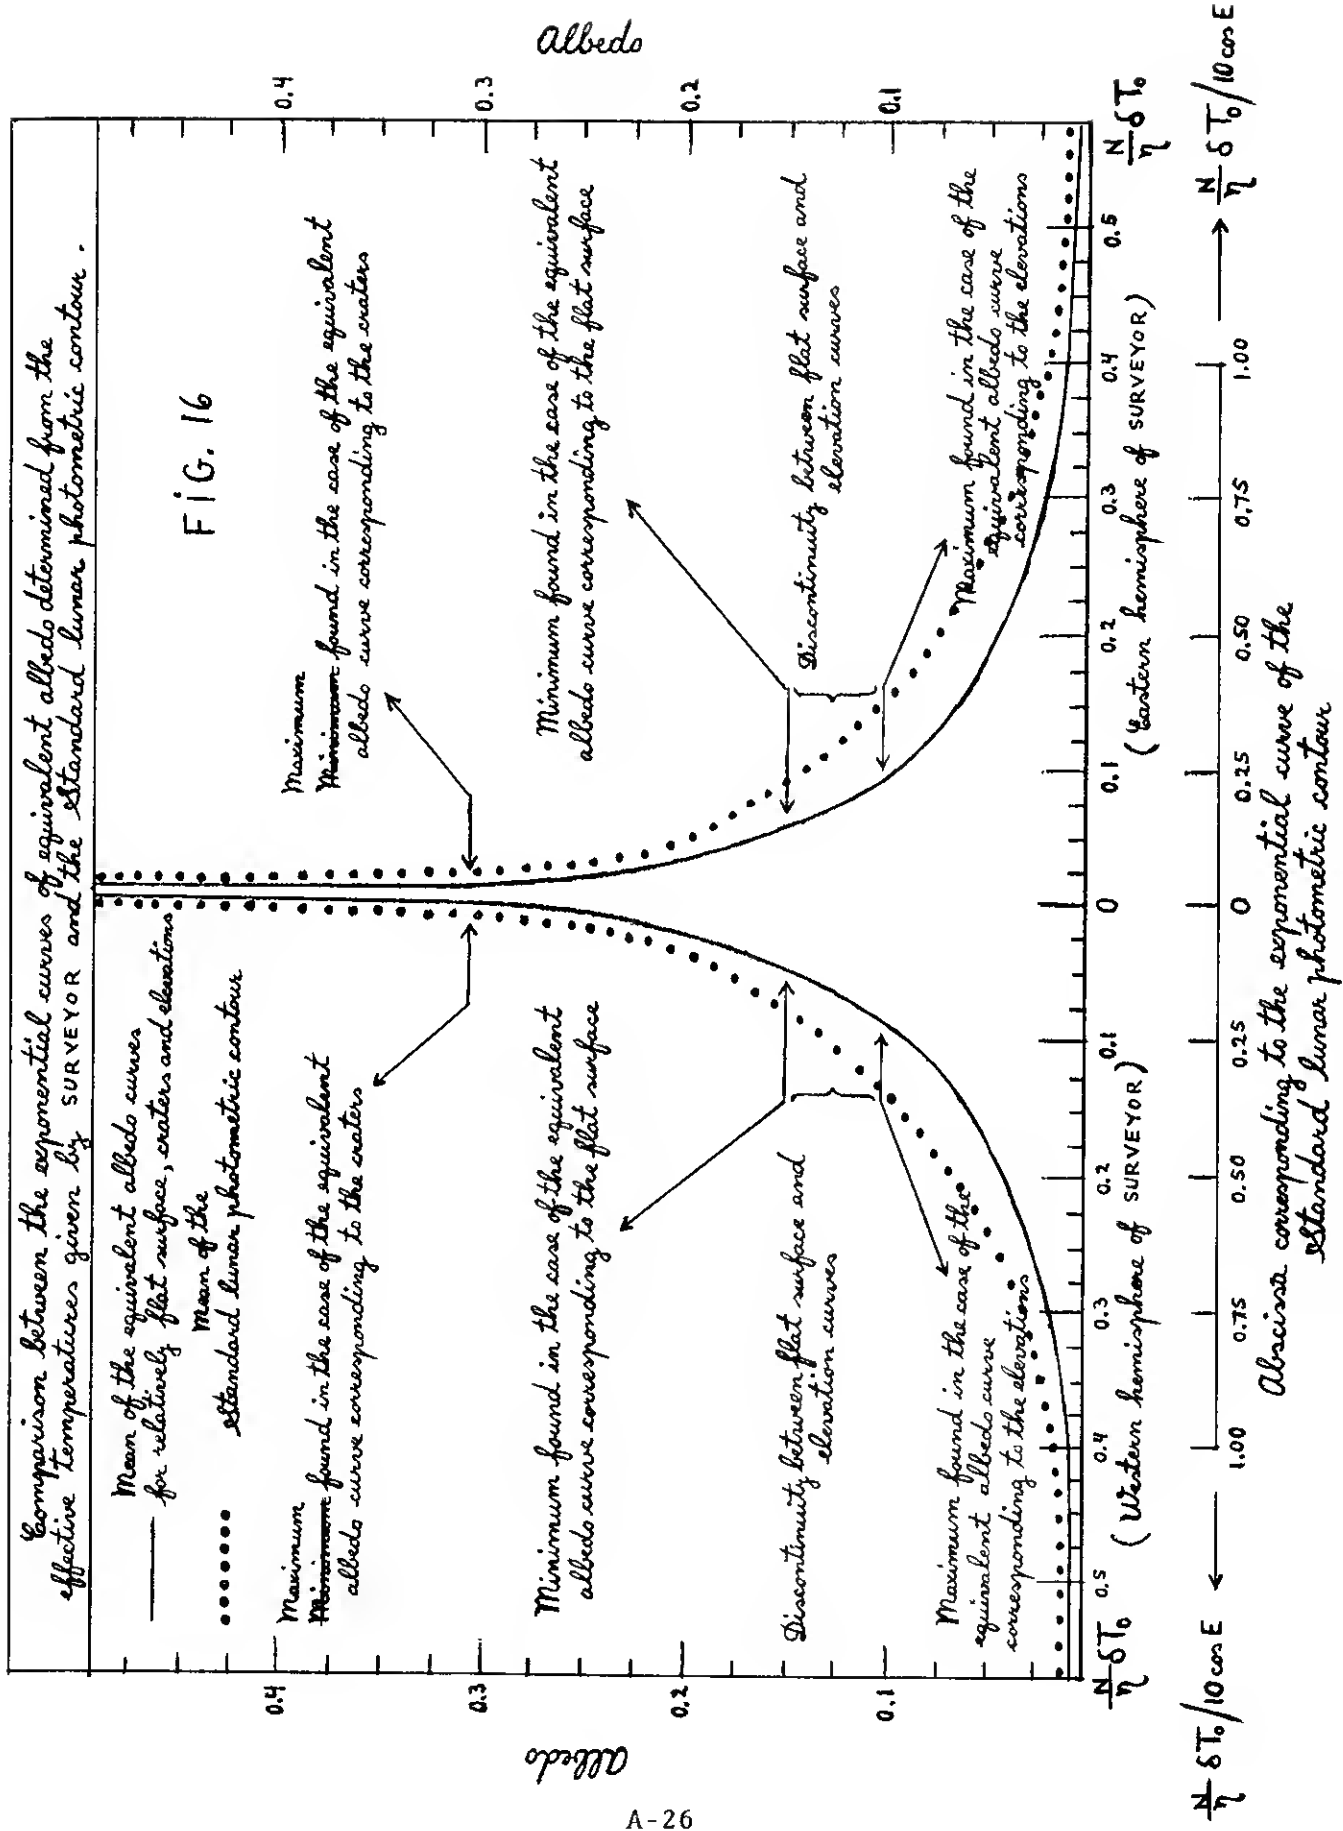 Comparison between the exponential curves of equivalent albedo determined from the
effective temperatures given by SURVEYOR and the Standard lunar photometric contour.
FIG. 16
Mean of the equivalent albedo curves
for relatively flat surface, craters and elevations
Mean of the
Standard lunar photometric contour
Maximum
Minimum found in the case of the equivalent
albedo curve corresponding to the craters
Maximum
Minimum found in the case of the equivalent
albedo curve corresponding to the craters
Minimum found in the case of the equivalent
albedo curve corresponding to the flat surface
Minimum found in the case of the equivalent
albedo curve corresponding to the flat surface
Discontinuity between flat surface and
elevation curves
Discontinuity between flat surface and
elevation curves
Maximum found in the case of the
equivalent albedo curve
corresponding to the elevations
Maximum found in the case of the
equivalent albedo curve
corresponding to the elevations
Albedo
0.4
0.3
0.2
0.1
Albedo
0.4
0.3
0.2
0.1
N/η δT₀ 0.5 0.4 0.3 0.2 0.1 0 0.1 0.2 0.3 0.4 0.5 N/η δT₀
(Western hemisphere of SURVEYOR) (Eastern hemisphere of SURVEYOR)
N/η δT₀/10 cos E ← 1.00 0.75 0.50 0.25 0 0.25 0.50 0.75 1.00 → N/η δT₀/10 cos E
Abscissa corresponding to the exponential curve of the
Standard lunar photometric contour
A-26